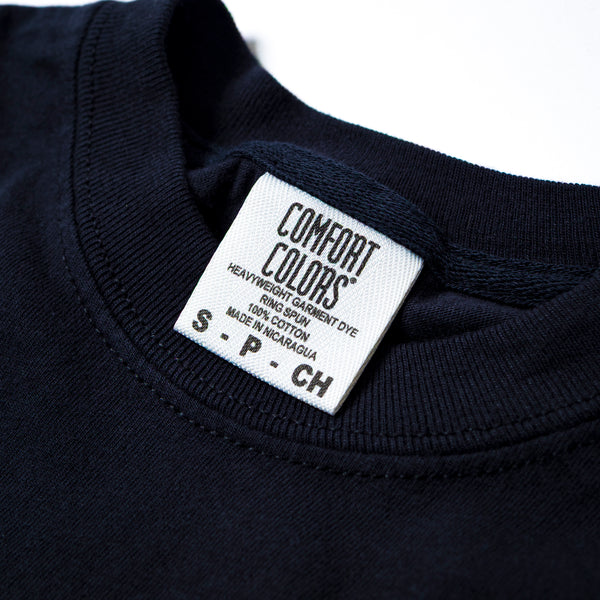 COMFORT
COLORS®
HEAVYWEIGHT GARMENT DYE
RING SPUN
100% COTTON
MADE IN NICARAGUA
S - P - CH